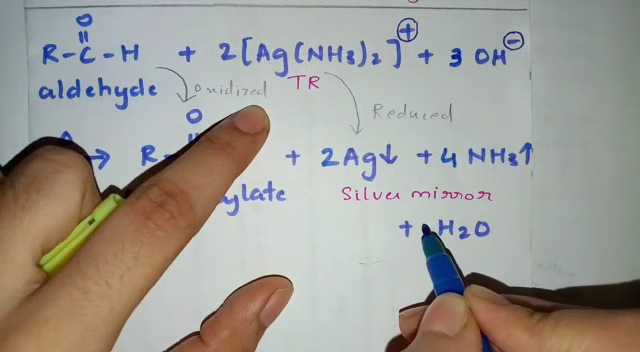 O
||
R-C-H + 2[Ag(NH3)2]⊕ + 3 OH⊖
aldehyde Oxidized TR Reduced
O
→ R + 2Ag↓ + 4 NH3↑
ylate Silver mirror
+ H2O